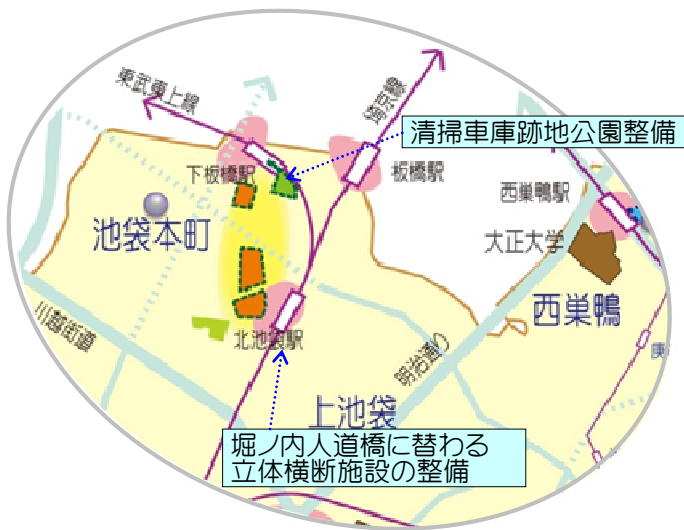 東武東上線
埼京線
清掃車庫跡地公園整備
下板橋駅
板橋駅
西巣鴨駅
池袋本町
大正大学
西巣鴨
川越街道
北池袋駅
明治通り
上池袋
堀ノ内人道橋に替わる
立体横断施設の整備